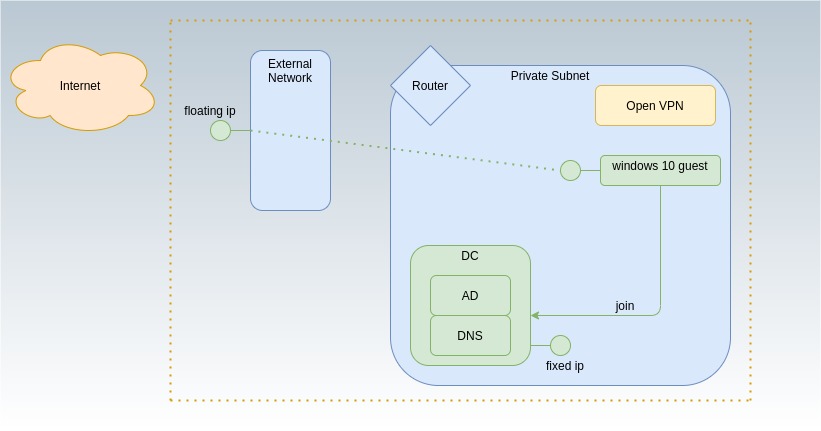 Internet
External
Network
floating ip
Router
Private Subnet
Open VPN
windows 10 guest
DC
AD
DNS
join
fixed ip